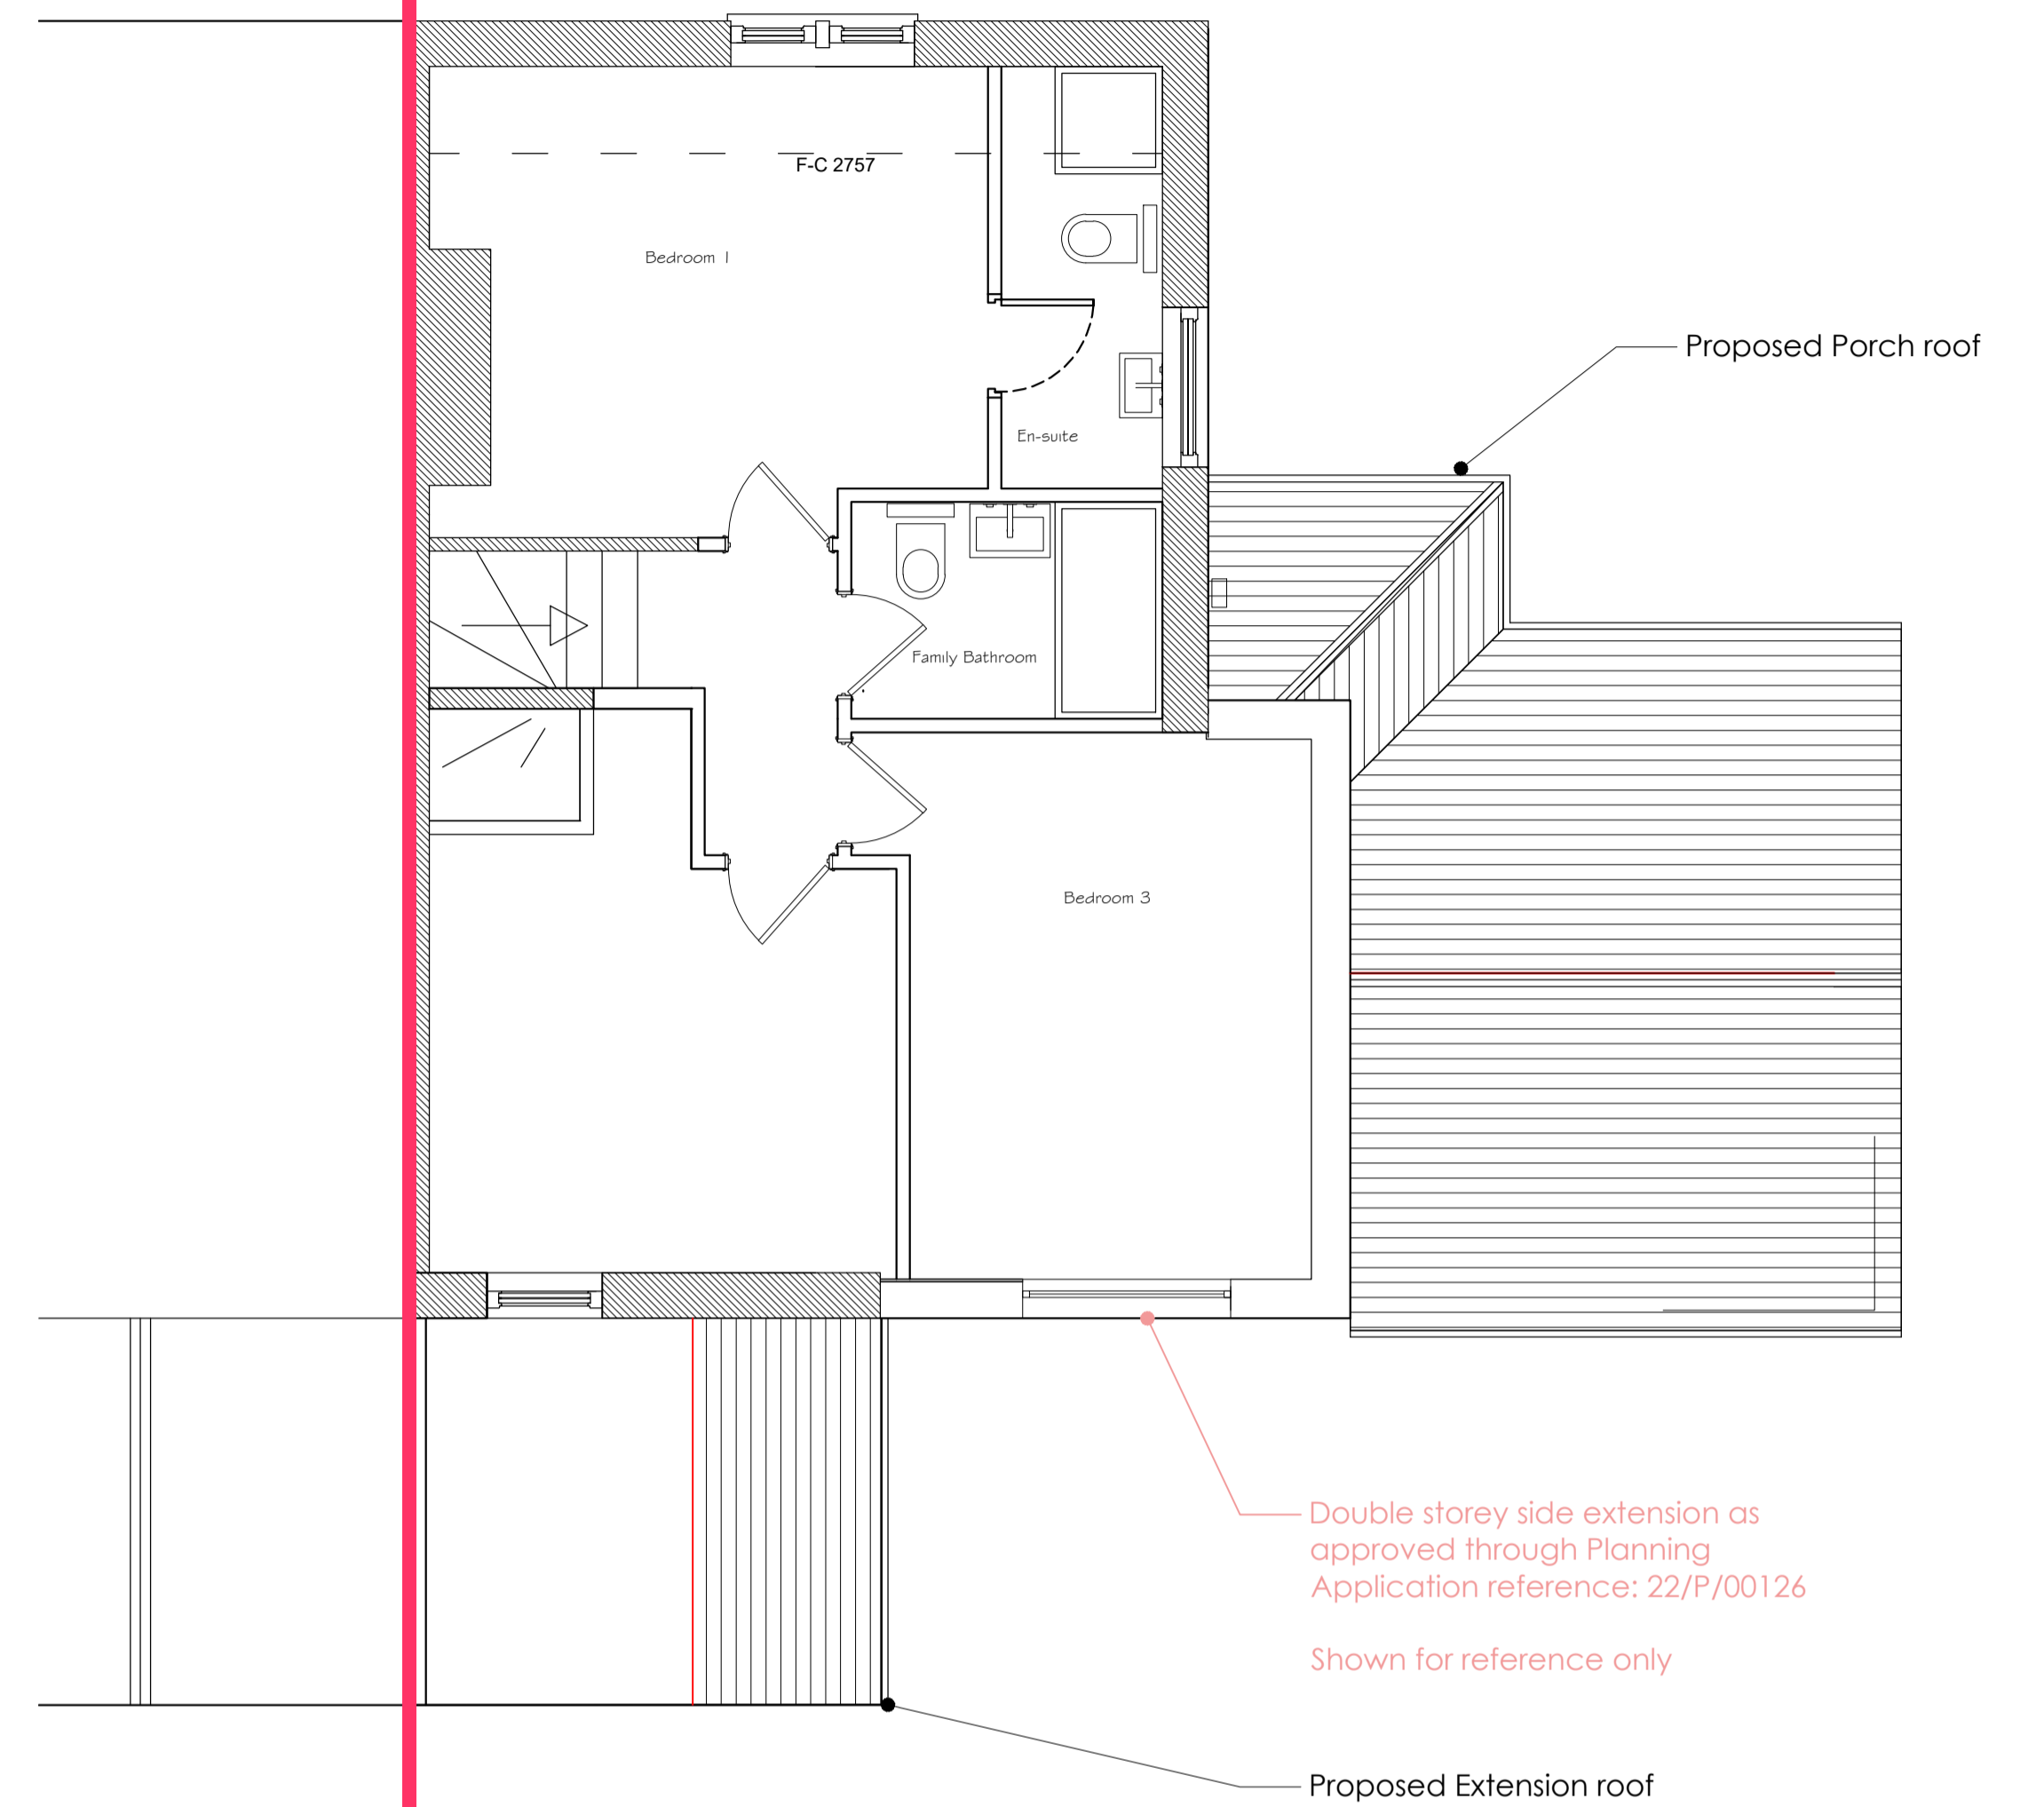 F-C 2757
Bedroom 1
Proposed Porch roof
En-suite
Family Bathroom
Bedroom 3
Double storey side extension as
approved through Planning
Application reference: 22/P/00126
Shown for reference only
Proposed Extension roof